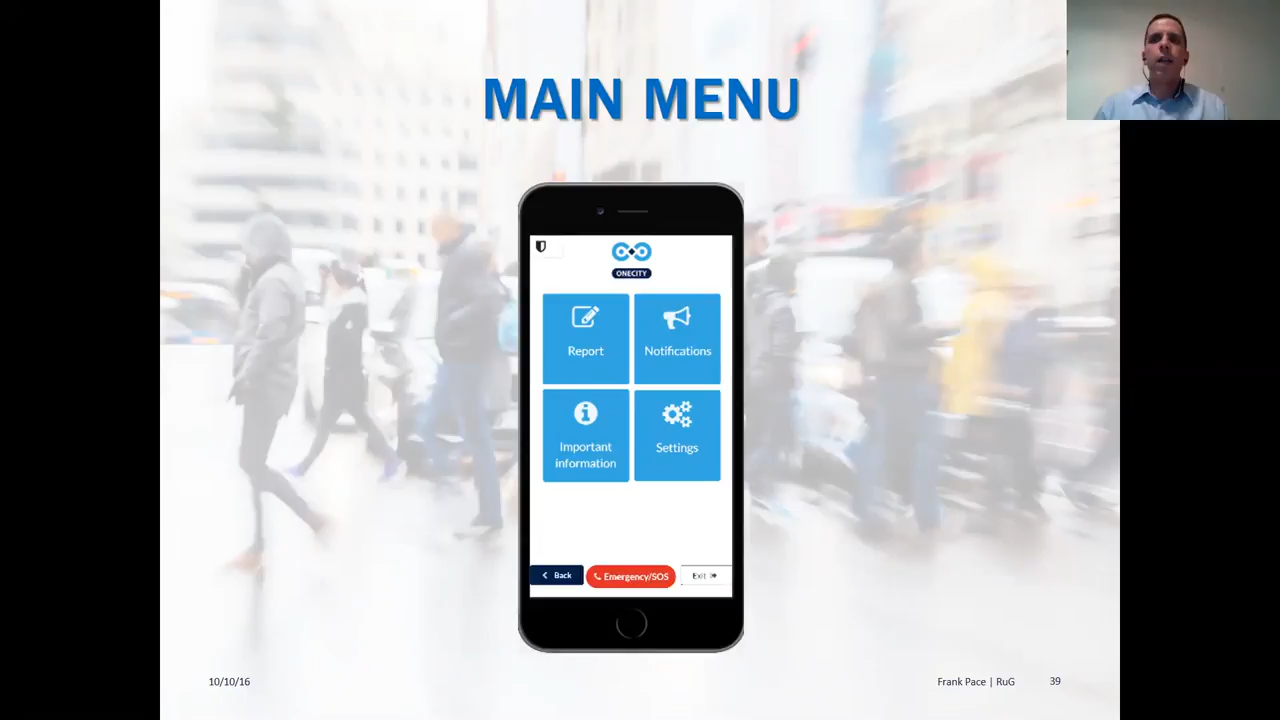 MAIN MENU
ONECITY
Report
Notifications
Important
information
Settings
Back
Emergency/SOS
Exit
10/10/16
Frank Pace | RuG
39